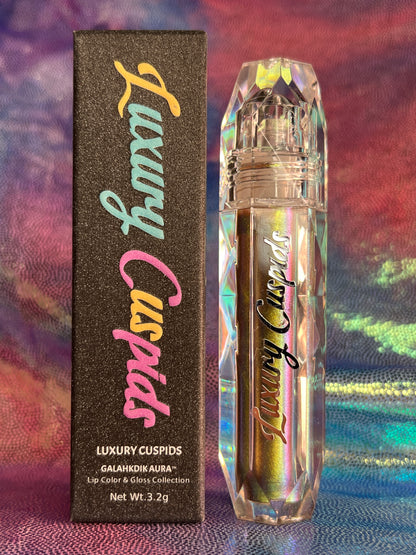 Luxury Cuspids
LUXURY CUSPIDS
GALAHKDIK AURA™
Lip Color & Gloss Collection
Net Wt.3.2g
Luxury Cuspids